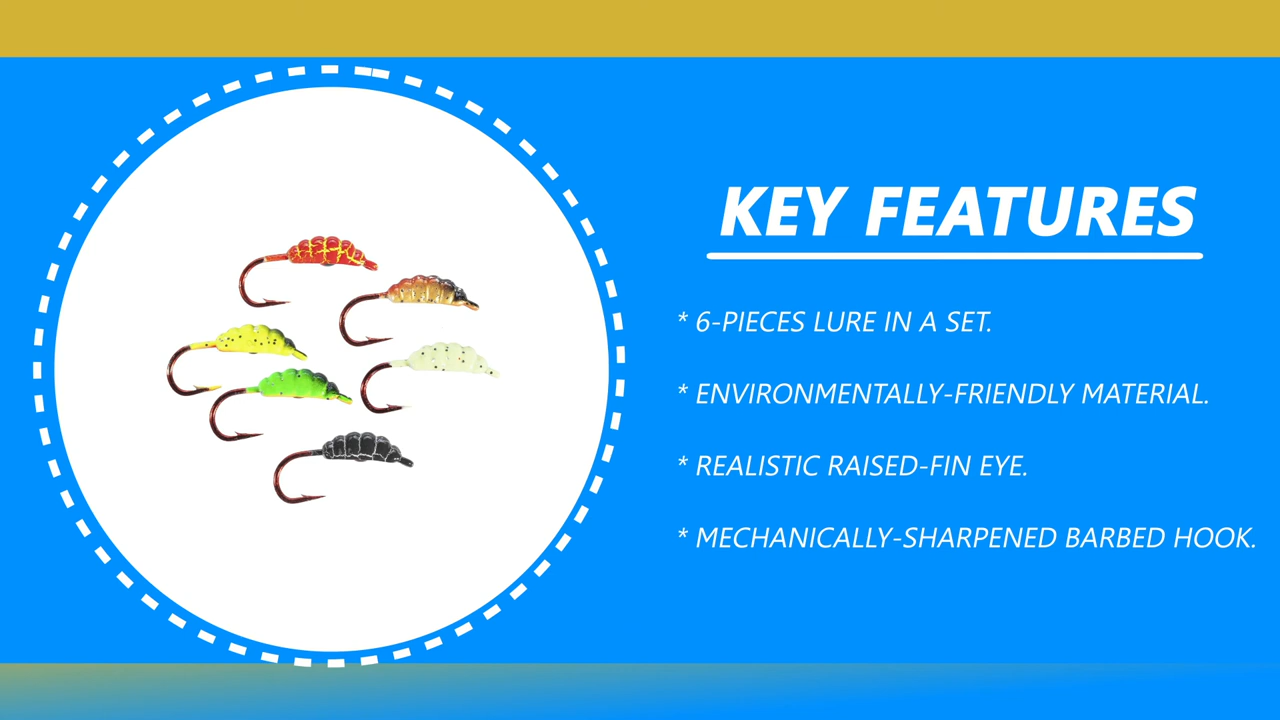 KEY FEATURES
* 6-PIECES LURE IN A SET.
* ENVIRONMENTALLY-FRIENDLY MATERIAL.
* REALISTIC RAISED-FIN EYE.
* MECHANICALLY-SHARPENED BARBED HOOK.